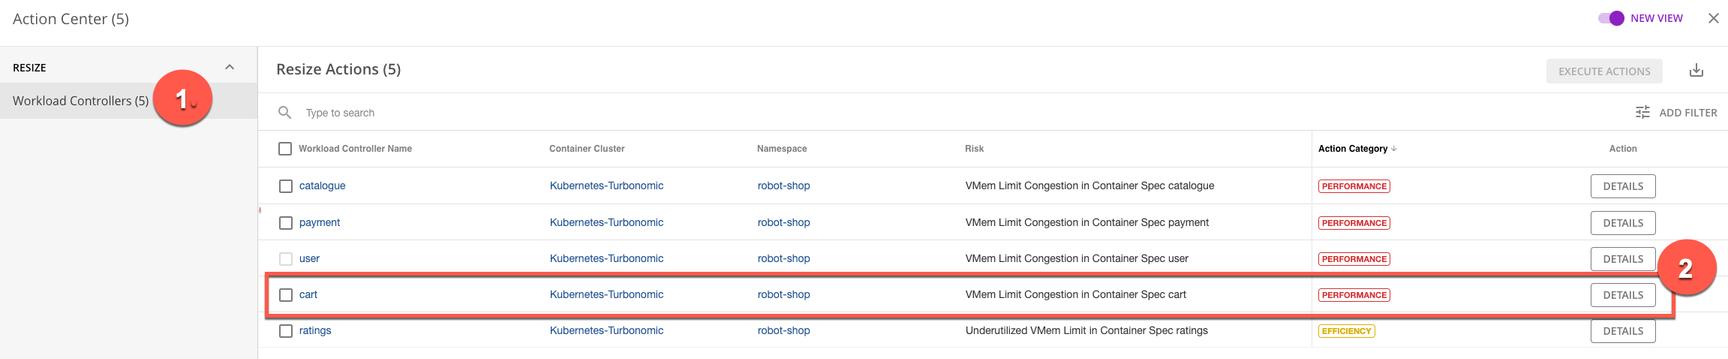 Action Center (5)
NEW VIEW
RESIZE
Workload Controllers (5)
1.
Resize Actions (5)
EXECUTE ACTIONS
Type to search
ADD FILTER
Workload Controller Name Container Cluster Namespace Risk Action Category Action
catalogue Kubernetes-Turbonomic robot-shop VMem Limit Congestion in Container Spec catalogue PERFORMANCE DETAILS
payment Kubernetes-Turbonomic robot-shop VMem Limit Congestion in Container Spec payment PERFORMANCE DETAILS
user Kubernetes-Turbonomic robot-shop VMem Limit Congestion in Container Spec user PERFORMANCE DETAILS
2
cart Kubernetes-Turbonomic robot-shop VMem Limit Congestion in Container Spec cart PERFORMANCE DETAILS
ratings Kubernetes-Turbonomic robot-shop Underutilized VMem Limit in Container Spec ratings EFFICIENCY DETAILS